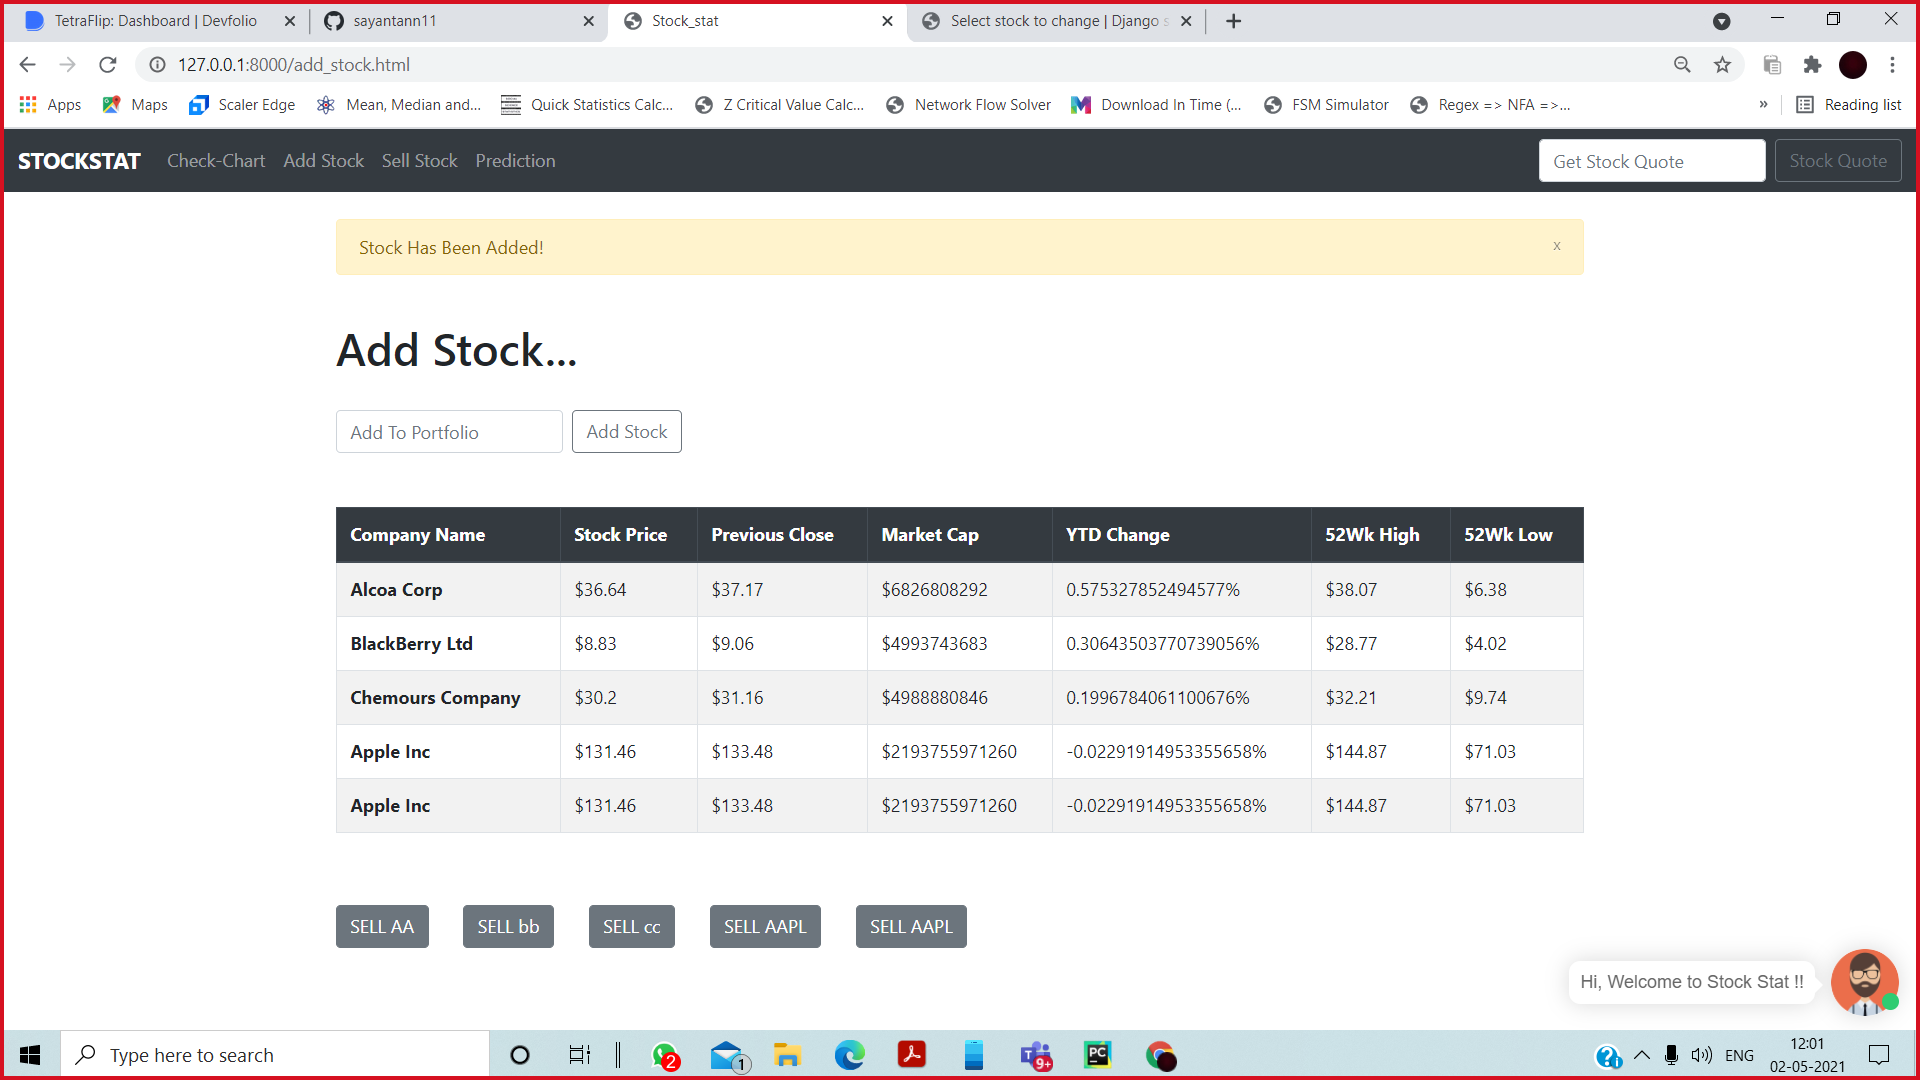 TetraFlip: Dashboard | Devfolio
sayantann11
Stock_stat
Select stock to change | Django s
127.0.0.1:8000/add_stock.html
Apps Maps Scaler Edge Mean, Median and... Quick Statistics Calc... Z Critical Value Calc... Network Flow Solver Download In Time (... FSM Simulator Regex => NFA =>... » Reading list
STOCKSTAT Check-Chart Add Stock Sell Stock Prediction Get Stock Quote Stock Quote
Stock Has Been Added! x
Add Stock...
Add To Portfolio Add Stock
Company Name Stock Price Previous Close Market Cap YTD Change 52Wk High 52Wk Low
Alcoa Corp $36.64 $37.17 $6826808292 0.575327852494577% $38.07 $6.38
BlackBerry Ltd $8.83 $9.06 $4993743683 0.30643503770739056% $28.77 $4.02
Chemours Company $30.2 $31.16 $4988880846 0.1996784061100676% $32.21 $9.74
Apple Inc $131.46 $133.48 $2193755971260 -0.02291914953355658% $144.87 $71.03
Apple Inc $131.46 $133.48 $2193755971260 -0.02291914953355658% $144.87 $71.03
SELL AA SELL bb SELL cc SELL AAPL SELL AAPL
Hi, Welcome to Stock Stat !!
Type here to search
2
1
T
9+
PC
ENG
12:01
02-05-2021